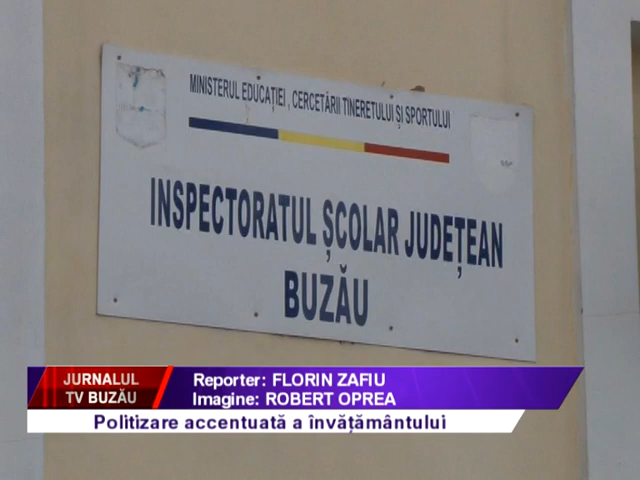 MINISTERUL EDUCAȚIEI, CERCETĂRII TINERETULUI ȘI SPORTULUI
INSPECTORATUL ȘCOLAR JUDEȚEAN
BUZĂU
JURNALUL
TV BUZĂU
Reporter: FLORIN ZAFIU
Imagine: ROBERT OPREA
Politizare accentuată a învățământului